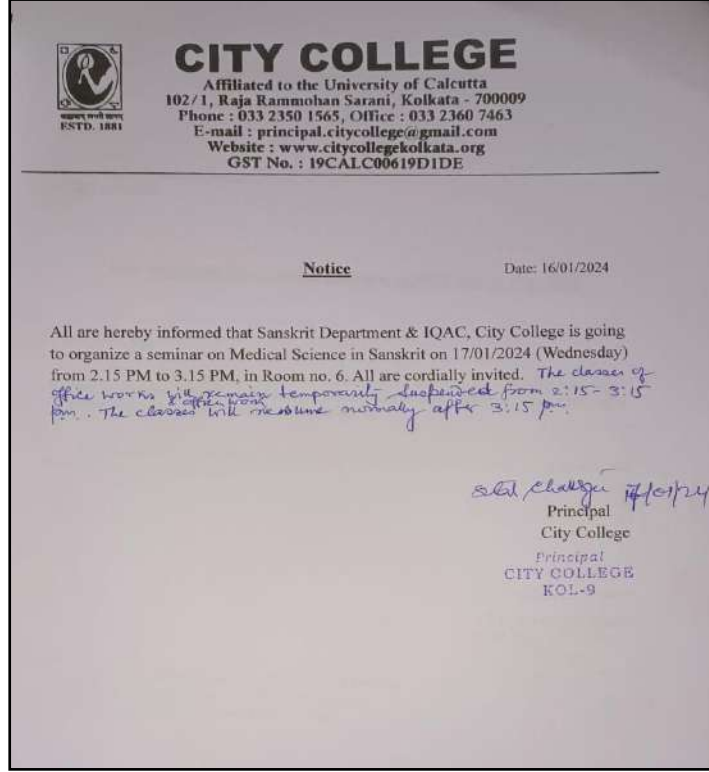 CITY COLLEGE
Affiliated to the University of Calcutta
102/1, Raja Rammohan Sarani, Kolkata - 700009
Phone : 033 2350 1565, Office : 033 2360 7463
E-mail : principal.citycollege@gmail.com
Website : www.citycollegekolkata.org
GST No. : 19CALC00619D1DE
ESTD. 1881
Notice
Date: 16/01/2024
All are hereby informed that Sanskrit Department & IQAC, City College is going
to organize a seminar on Medical Science in Sanskrit on 17/01/2024 (Wednesday)
from 2.15 PM to 3.15 PM, in Room no. 6. All are cordially invited. The classes of
office works will remain temporarily suspended from 2:15 - 3:15
pm. The classes & office work will resume normally after 3:15 pm.
/01/24
Principal
City College
Principal
CITY COLLEGE
KOL-9